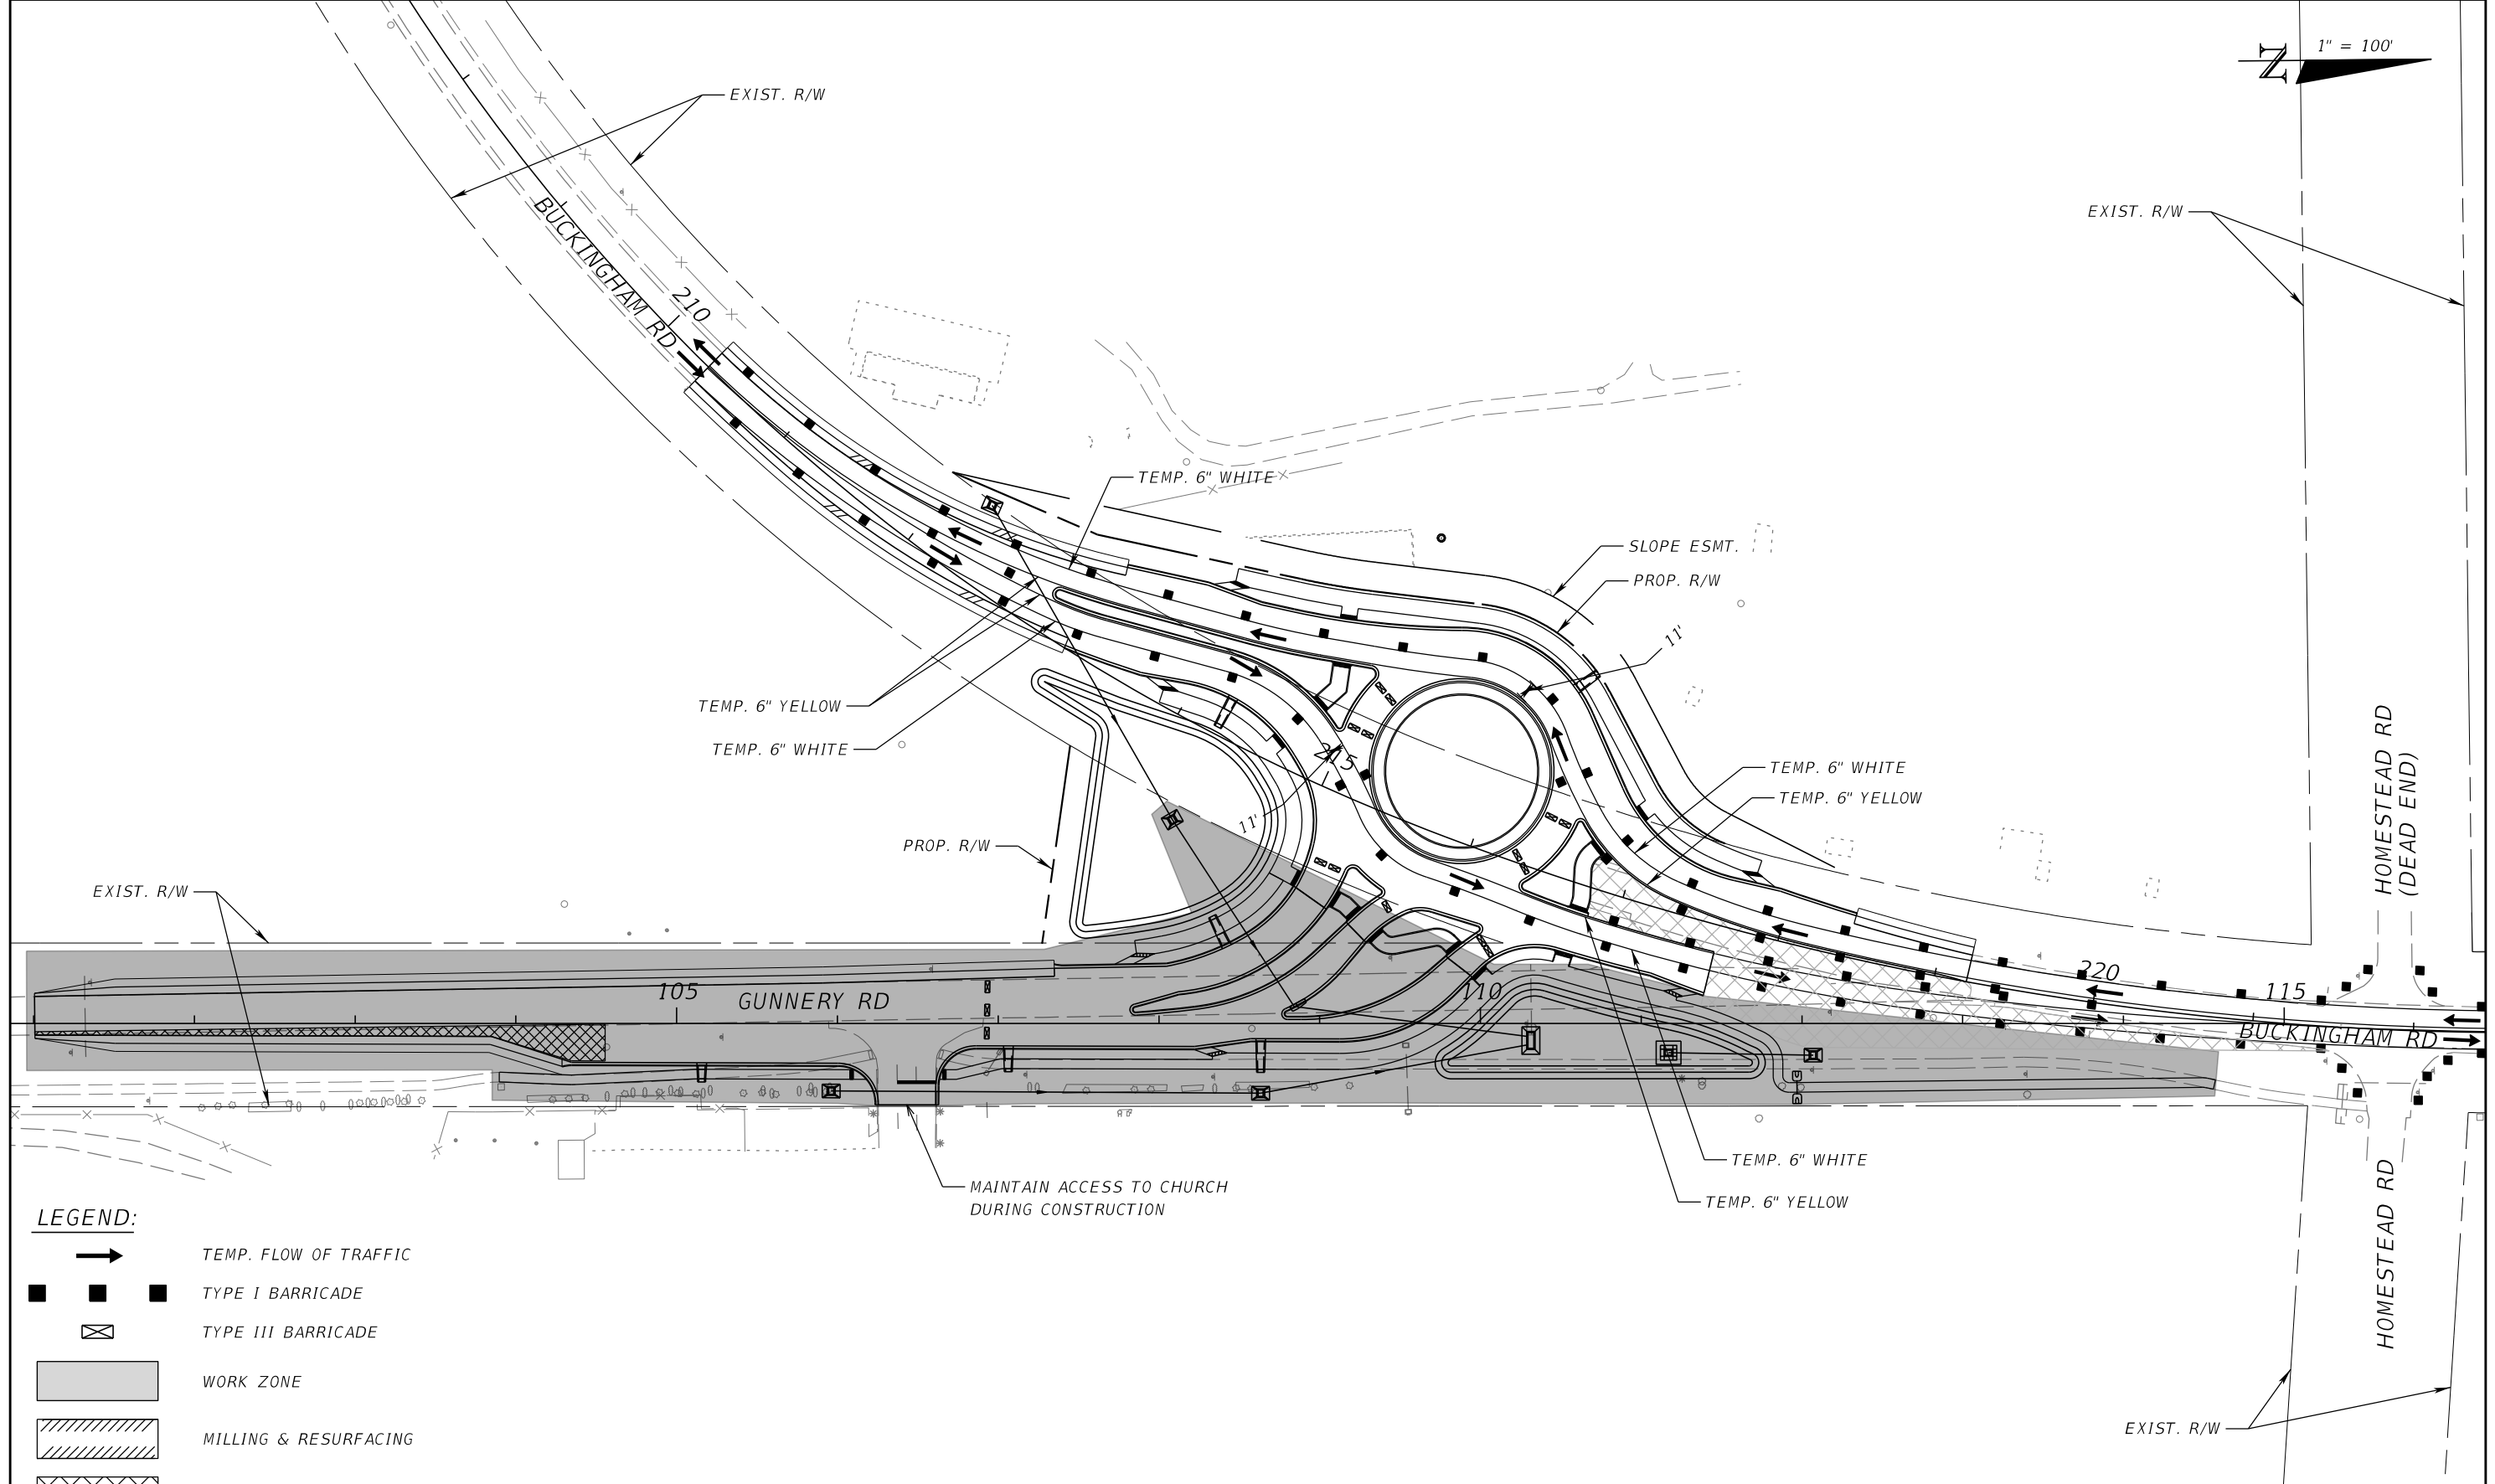 N
1" = 100'
EXIST. R/W
EXIST. R/W
BUCKINGHAM RD
210
TEMP. 6" WHITE
SLOPE ESMT.
PROP. R/W
11'
TEMP. 6" YELLOW
TEMP. 6" WHITE
215
11'
TEMP. 6" WHITE
TEMP. 6" YELLOW
HOMESTEAD RD
(DEAD END)
PROP. R/W
EXIST. R/W
105
GUNNERY RD
110
220
115
BUCKINGHAM RD
TEMP. 6" WHITE
TEMP. 6" YELLOW
MAINTAIN ACCESS TO CHURCH
DURING CONSTRUCTION
HOMESTEAD RD
EXIST. R/W
LEGEND:
TEMP. FLOW OF TRAFFIC
TYPE I BARRICADE
TYPE III BARRICADE
WORK ZONE
MILLING & RESURFACING